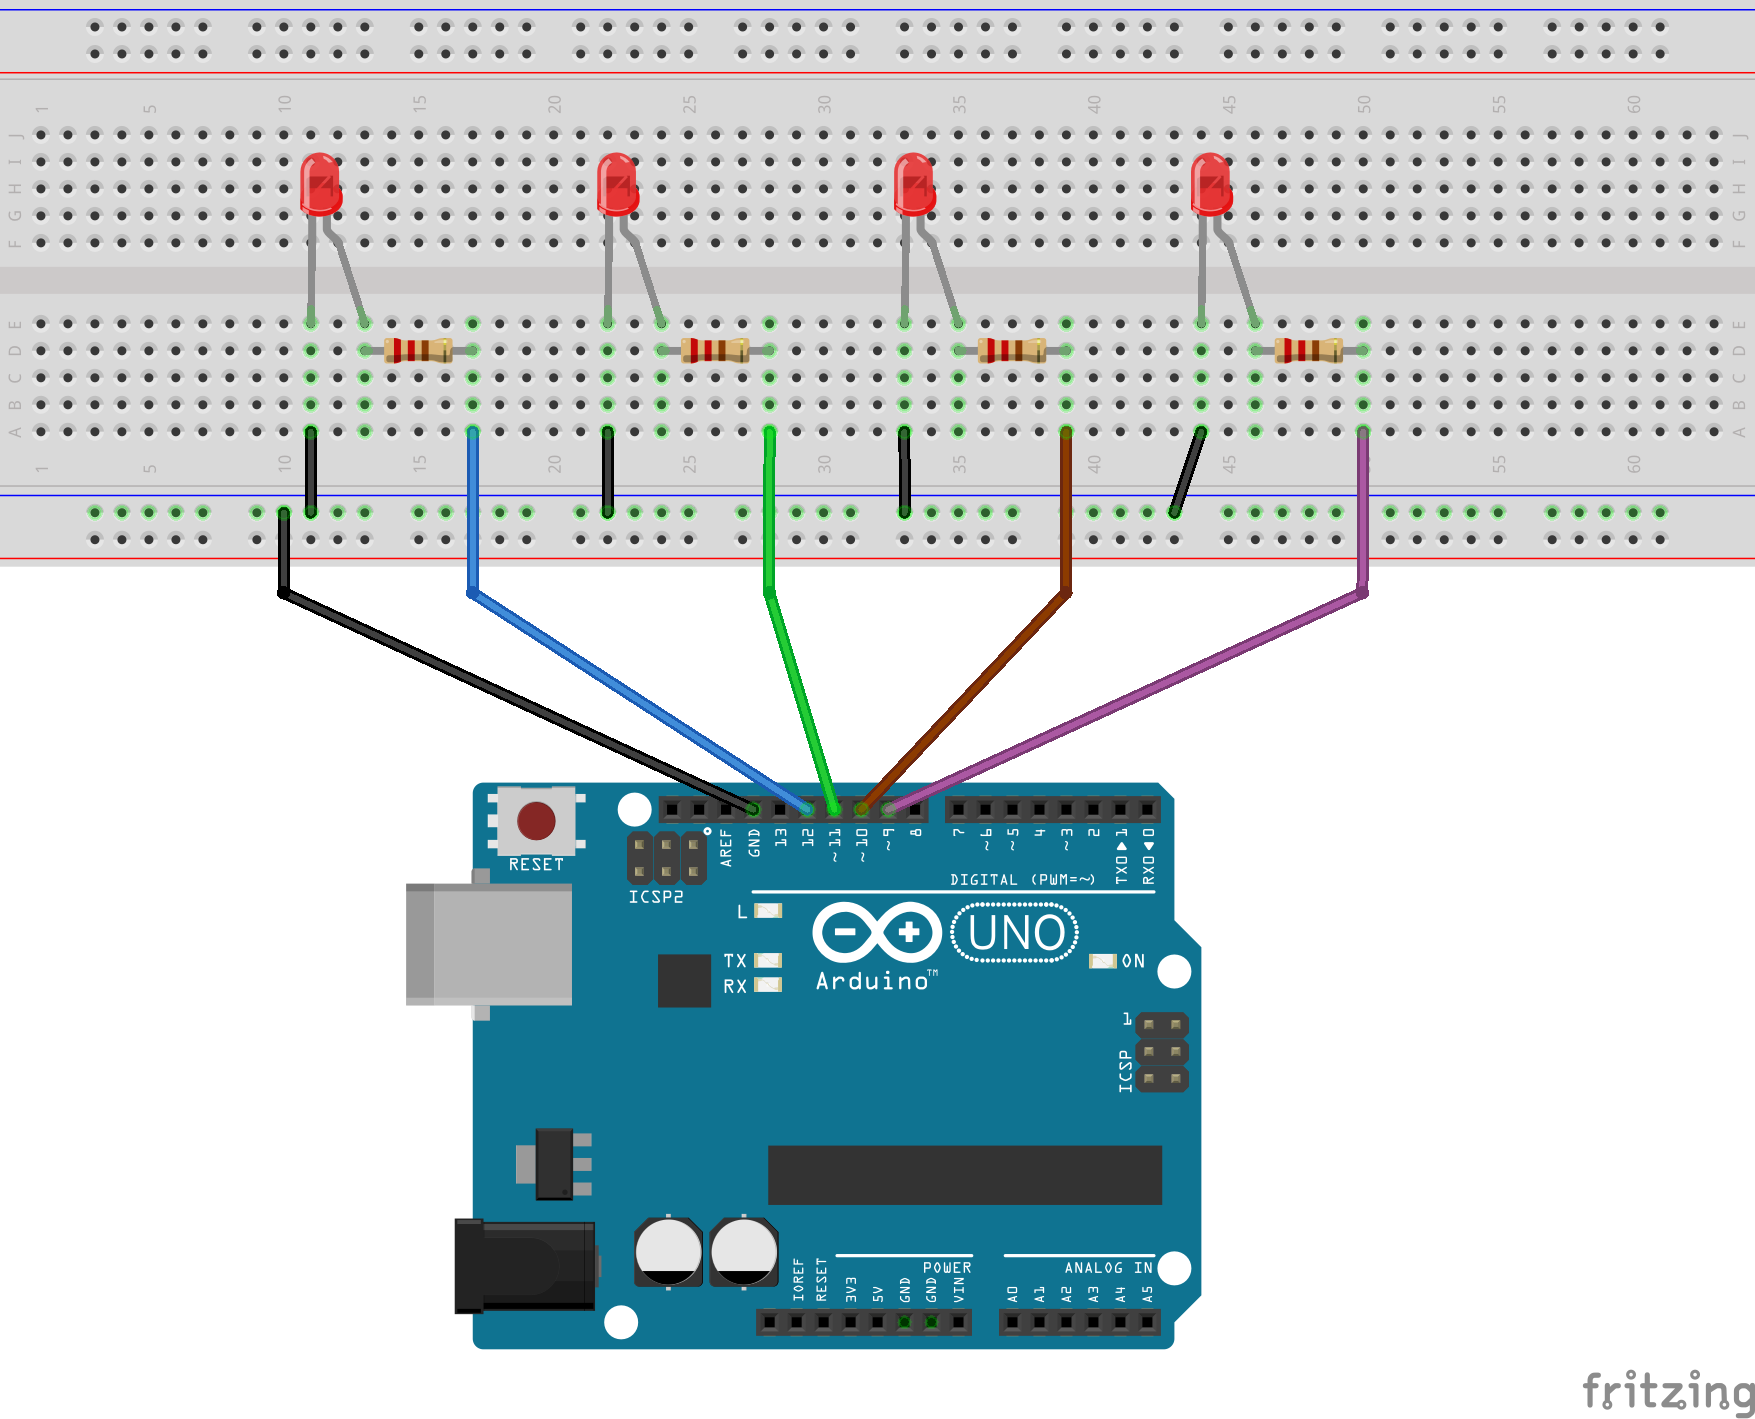 1 5 10 15 20 25 30 35 40 45 50 55 60
J J
I I
H H
G G
F F
E E
D D
C C
B B
A A
1 5 10 15 20 25 30 35 40 45 55 60
RESET
AREF GND 13 12 ~11 ~10 ~9 8 7 ~6 ~5 4 ~3 2 TX0▶1 RX0◀0
ICSP2
DIGITAL (PWM=~)
L
TX
RX
UNO
Arduino™
ON
1
ICSP
POWER
ANALOG IN
IOREF RESET 3V3 5V GND GND VIN A0 A1 A2 A3 A4 A5
fritzing